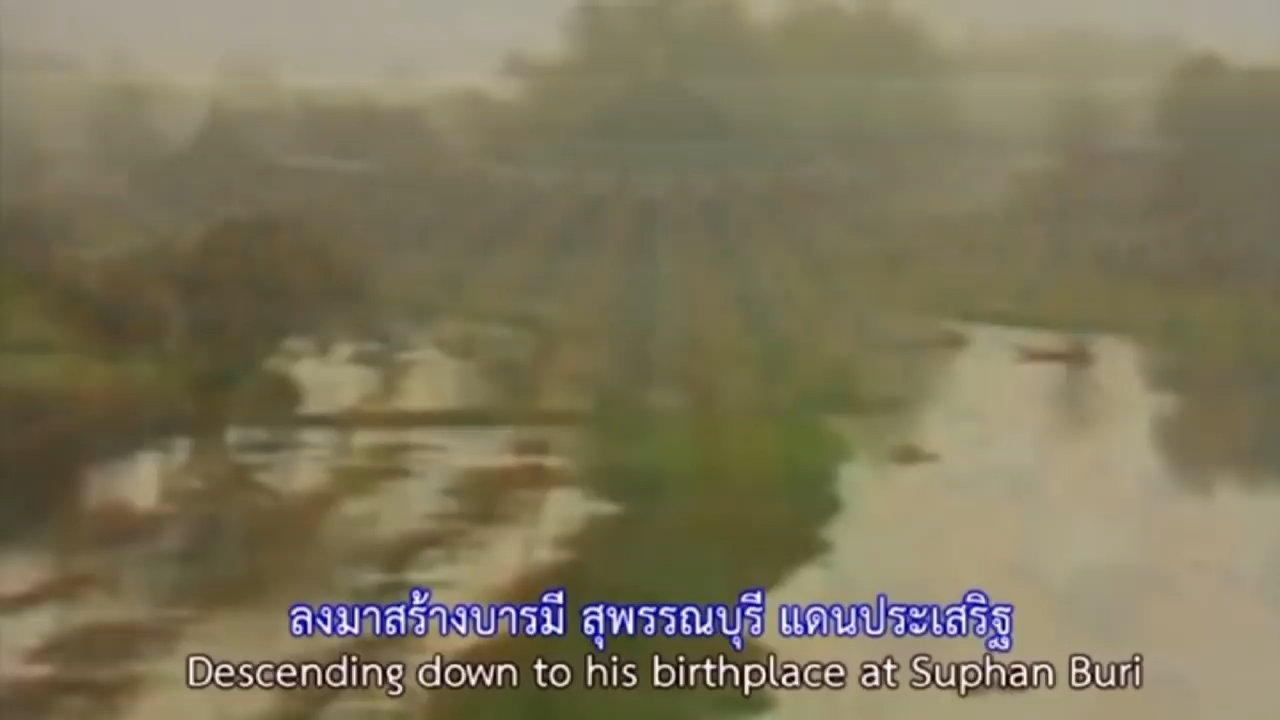 ลงมาสร้างบารมี สุพรรณบุรี แดนประเสริฐ
Descending down to his birthplace at Suphan Buri